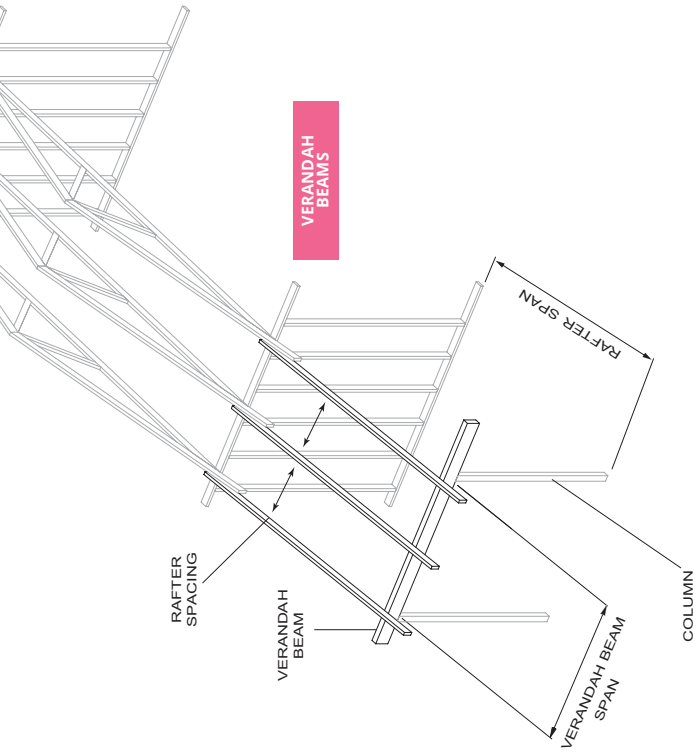 VERANDAH
BEAMS
RAFTER SPAN
RAFTER
SPACING
VERANDAH
BEAM
VERANDAH BEAM
SPAN
COLUMN